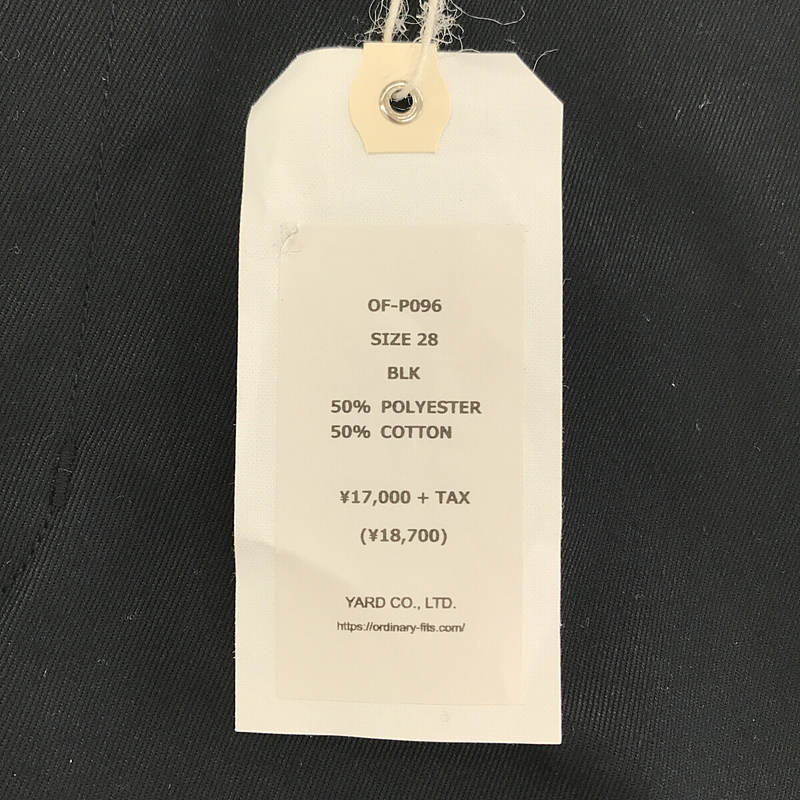 OF-P096
SIZE 28
BLK
50% POLYESTER
50% COTTON
¥17,000 + TAX
(¥18,700)
YARD CO., LTD.
https://ordinary-fits.com/